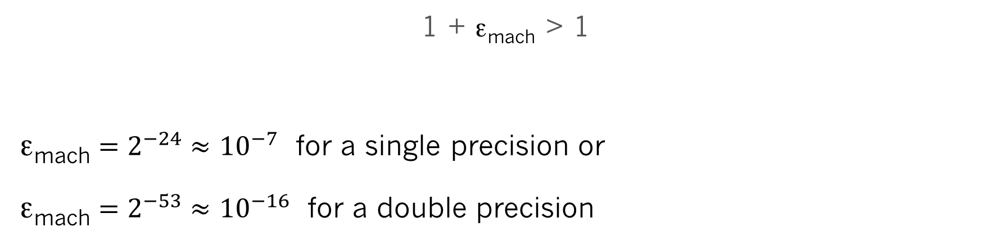 1 + ε_mach > 1
ε_mach = 2^−24 ≈ 10^−7 for a single precision or
ε_mach = 2^−53 ≈ 10^−16 for a double precision